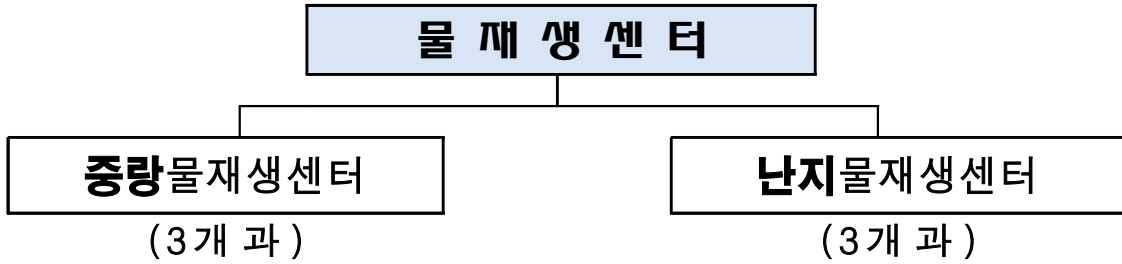 물 재 생 센 터
중랑물재생센터
난지물재생센터
(3개 과)
(3개 과)